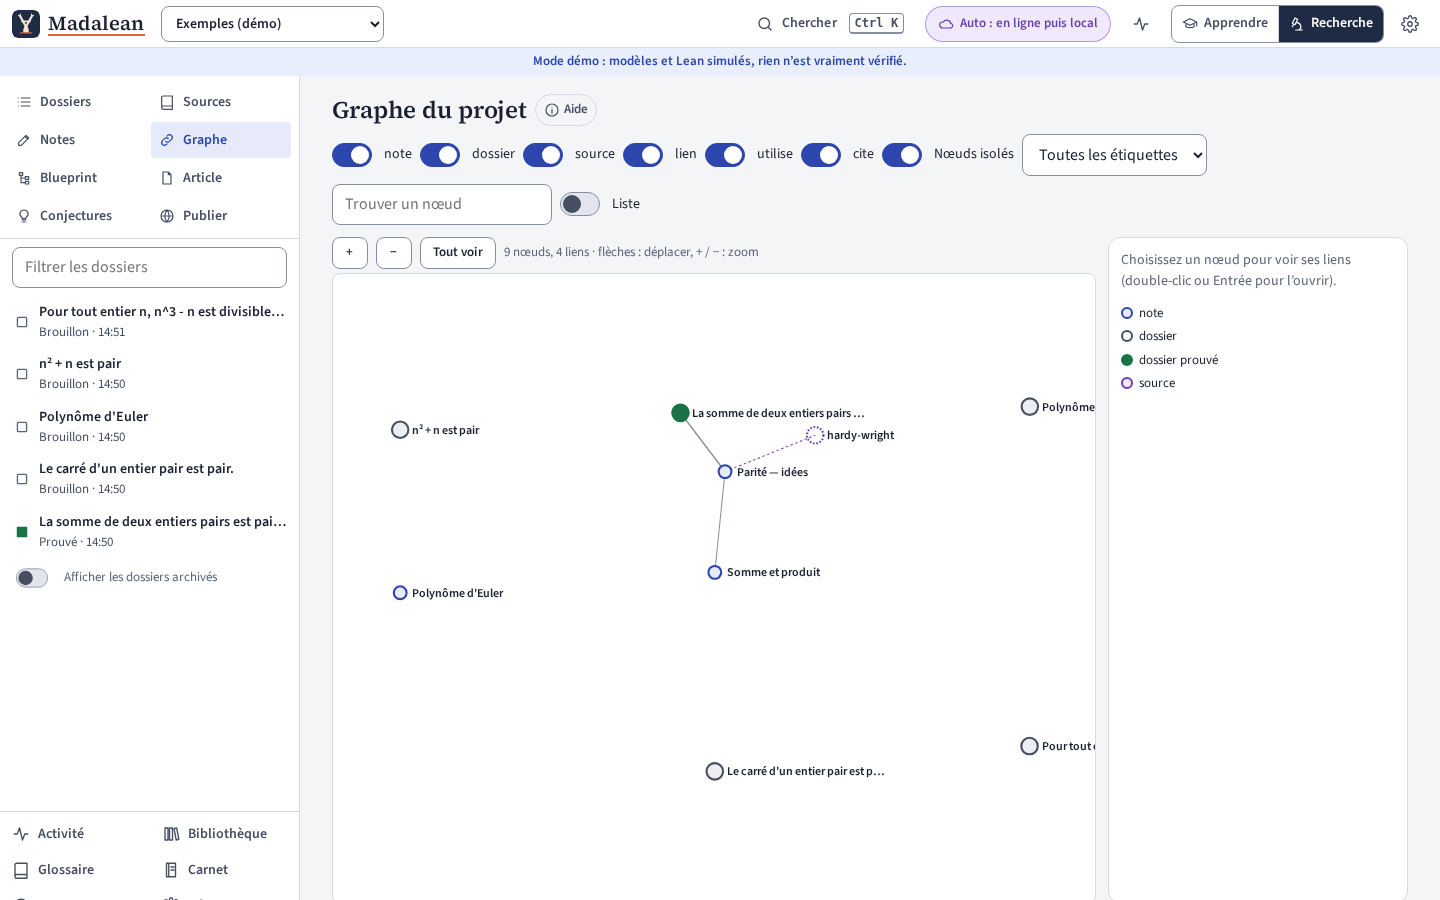 Madalean
Exemples (démo)
Chercher Ctrl K
Auto : en ligne puis local
Apprendre
Recherche
Mode démo : modèles et Lean simulés, rien n'est vraiment vérifié.
Dossiers
Sources
Notes
Graphe
Blueprint
Article
Conjectures
Publier
Filtrer les dossiers
Pour tout entier n, n^3 - n est divisible…
Brouillon · 14:51
n² + n est pair
Brouillon · 14:50
Polynôme d'Euler
Brouillon · 14:50
Le carré d'un entier pair est pair.
Brouillon · 14:50
La somme de deux entiers pairs est pai…
Prouvé · 14:50
Afficher les dossiers archivés
Activité
Bibliothèque
Glossaire
Carnet
Graphe du projet
Aide
note
dossier
source
lien
utilise
cite
Nœuds isolés
Toutes les étiquettes
Trouver un nœud
Liste
+
−
Tout voir
9 nœuds, 4 liens · flèches : déplacer, + / − : zoom
La somme de deux entiers pairs …
Polynôme
n² + n est pair
hardy-wright
Parité — idées
Somme et produit
Polynôme d'Euler
Pour tout
Le carré d'un entier pair est p…
Choisissez un nœud pour voir ses liens
(double-clic ou Entrée pour l'ouvrir).
note
dossier
dossier prouvé
source